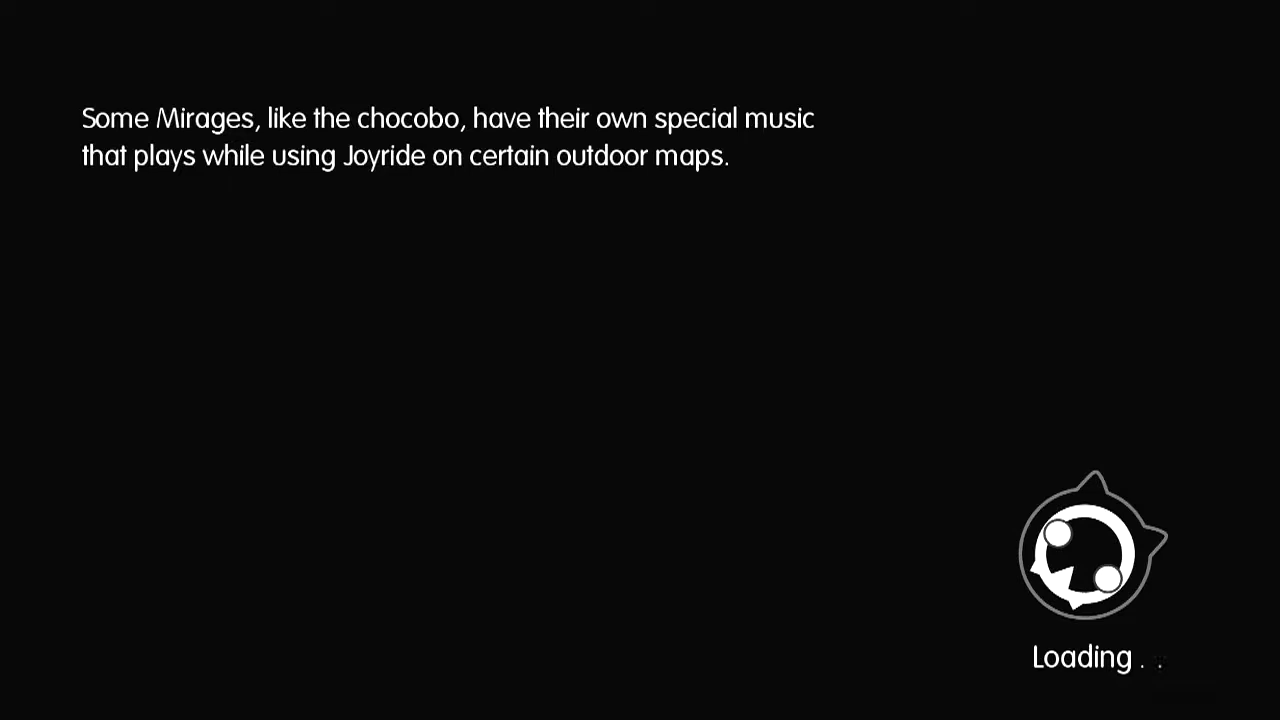 Some Mirages, like the chocobo, have their own special music
that plays while using Joyride on certain outdoor maps.
Loading . .